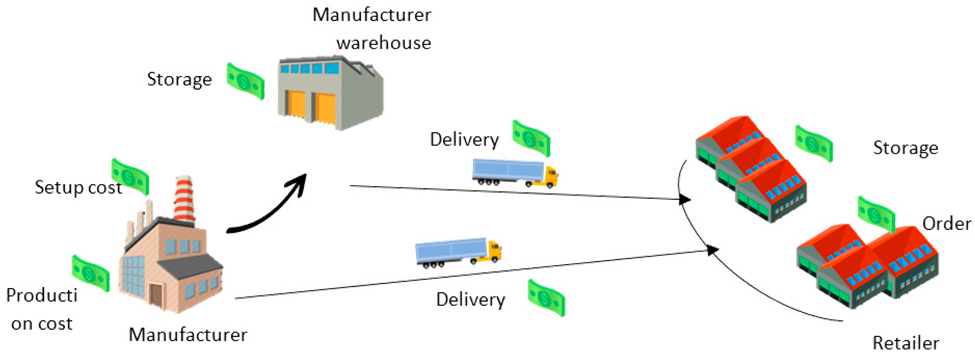 Manufacturer
warehouse
Storage
Delivery
Storage
Setup cost
Order
Producti
on cost
Delivery
Manufacturer
Retailer